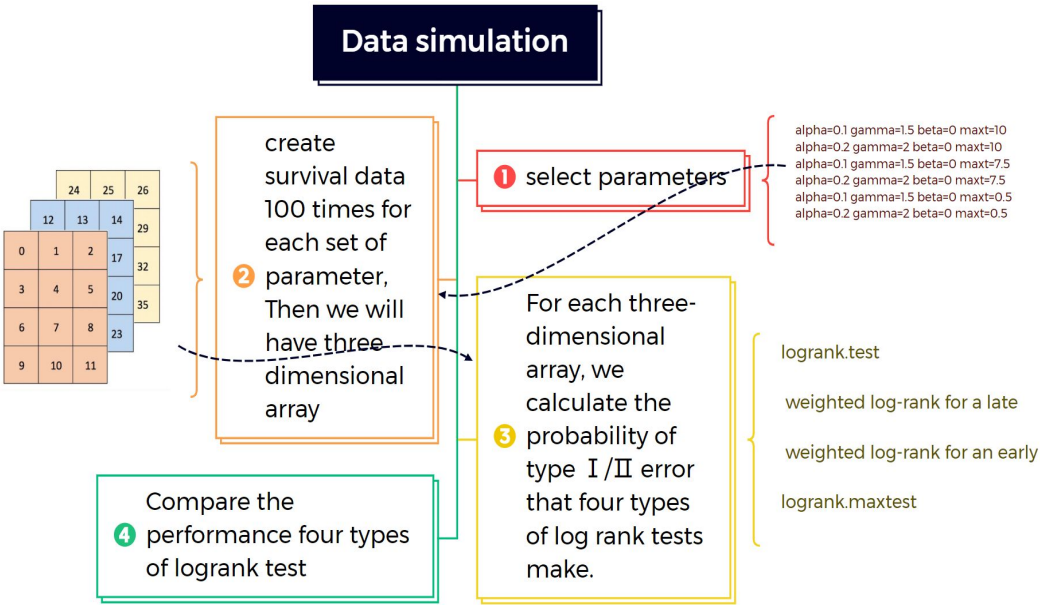 Data simulation
❶ select parameters
alpha=0.1 gamma=1.5 beta=0 maxt=10
alpha=0.2 gamma=2 beta=0 maxt=10
alpha=0.1 gamma=1.5 beta=0 maxt=7.5
alpha=0.2 gamma=2 beta=0 maxt=7.5
alpha=0.1 gamma=1.5 beta=0 maxt=0.5
alpha=0.2 gamma=2 beta=0 maxt=0.5
create
survival data
100 times for
each set of
❷ parameter,
Then we will
have three
dimensional
array
24 25 26
29
32
35
12 13 14
17
20
23
0 1 2
3 4 5
6 7 8
9 10 11
For each three-
dimensional
array, we
calculate the
❸ probability of
type Ⅰ/Ⅱ error
that four types
of log rank tests
make.
logrank.test
weighted log-rank for a late
weighted log-rank for an early
logrank.maxtest
Compare the
❹ performance four types
of logrank test